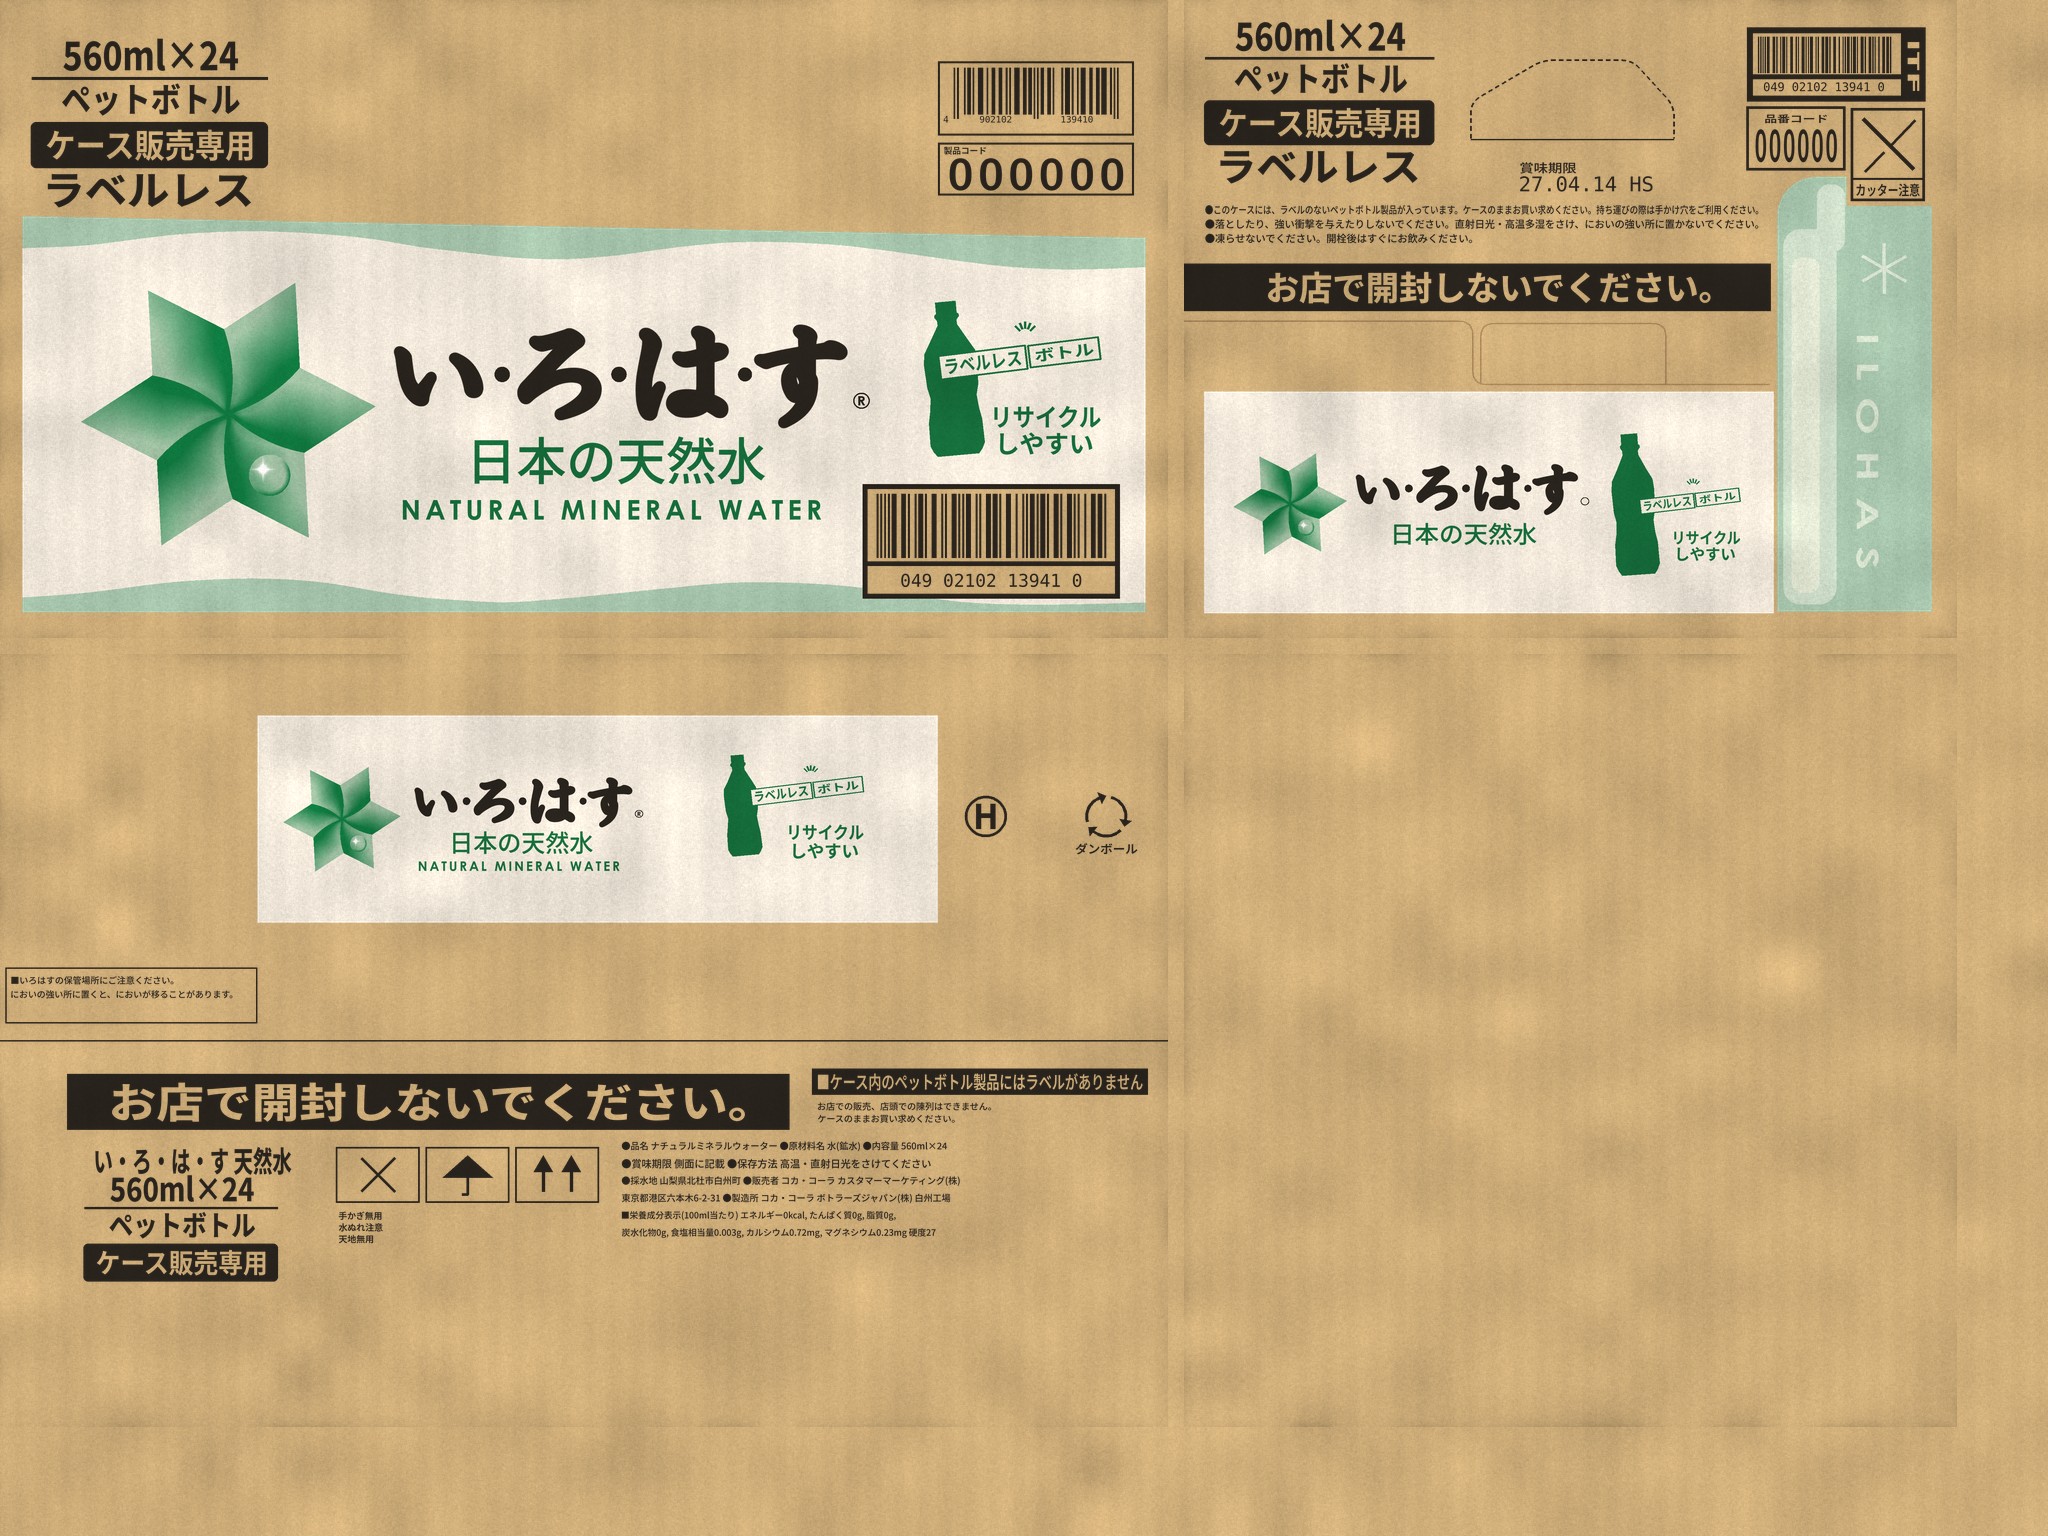 560ml×24
ペットボトル
ケース販売専用
ラベルレス
4 902102 139410
製品コード
000000
い・ろ・は・す®
日本の天然水
NATURAL MINERAL WATER
ラベルレス ボトル
リサイクル
しやすい
049 02102 13941 0
560ml×24
ペットボトル
ケース販売専用
ラベルレス
賞味期限
27.04.14 HS
049 02102 13941 0
ITF
品番コード
000000
カッター注意
●このケースには、ラベルのないペットボトル製品が入っています。ケースのままお買い求めください。持ち運びの際は手かけ穴をご利用ください。
●落としたり、強い衝撃を与えたりしないでください。直射日光・高温多湿をさけ、においの強い所に置かないでください。
●凍らせないでください。開栓後はすぐにお飲みください。
お店で開封しないでください。
い・ろ・は・す
日本の天然水
ラベルレス ボトル
リサイクル
しやすい
ILOHAS
い・ろ・は・す®
日本の天然水
NATURAL MINERAL WATER
ラベルレス ボトル
リサイクル
しやすい
H
ダンボール
■いろはすの保管場所にご注意ください。
においの強い所に置くと、においが移ることがあります。
お店で開封しないでください。
■ケース内のペットボトル製品にはラベルがありません
お店での販売、店頭での陳列はできません。
ケースのままお買い求めください。
い・ろ・は・す 天然水
560ml×24
ペットボトル
ケース販売専用
手かぎ無用
水ぬれ注意
天地無用
●品名 ナチュラルミネラルウォーター ●原材料名 水(鉱水) ●内容量 560ml×24
●賞味期限 側面に記載 ●保存方法 高温・直射日光をさけてください
●採水地 山梨県北杜市白州町 ●販売者 コカ・コーラ カスタマーマーケティング(株)
東京都港区六本木6-2-31 ●製造所 コカ・コーラ ボトラーズジャパン(株) 白州工場
■栄養成分表示(100ml当たり) エネルギー0kcal, たんぱく質0g, 脂質0g,
炭水化物0g, 食塩相当量0.003g, カルシウム0.72mg, マグネシウム0.23mg 硬度27